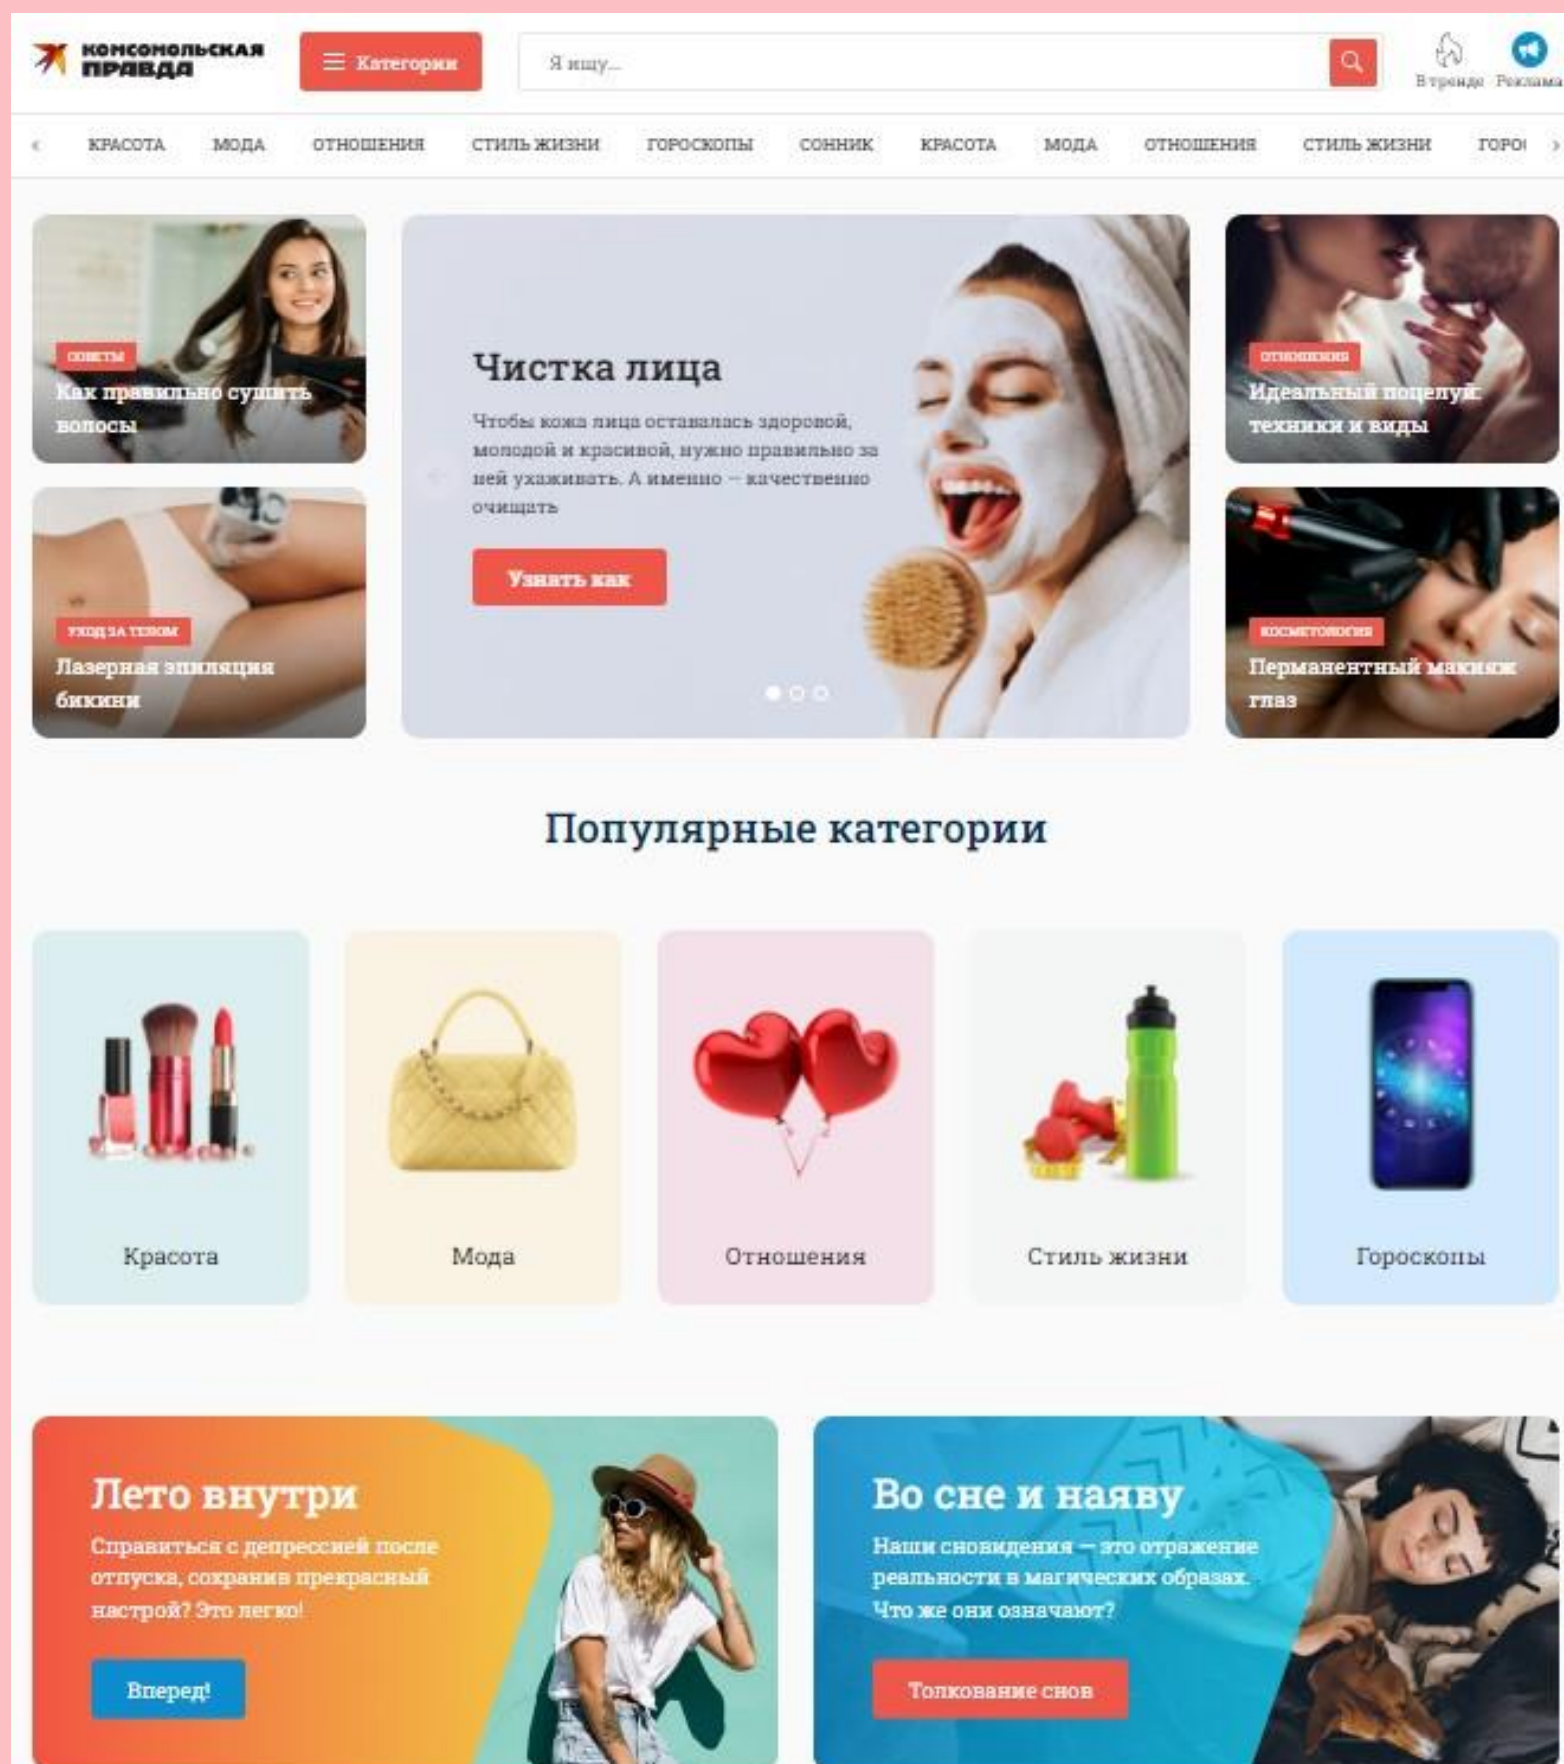 КОМСОМОЛЬСКАЯ
ПРАВДА
Категории
Я ищу...
В тренде
Реклама
КРАСОТА МОДА ОТНОШЕНИЯ СТИЛЬ ЖИЗНИ ГОРОСКОПЫ СОННИК КРАСОТА МОДА ОТНОШЕНИЯ СТИЛЬ ЖИЗНИ ГОРО
СОВЕТЫ
Как правильно сушить
волосы
УХОД ЗА ТЕЛОМ
Лазерная эпиляция
бикини
Чистка лица
Чтобы кожа лица оставалась здоровой,
молодой и красивой, нужно правильно за
ней ухаживать. А именно — качественно
очищать
Узнать как
ОТНОШЕНИЯ
Идеальный поцелуй:
техники и виды
КОСМЕТОЛОГИЯ
Перманентный макияж
глаз
Популярные категории
Красота
Мода
Отношения
Стиль жизни
Гороскопы
Лето внутри
Справиться с депрессией после
отпуска, сохранив прекрасный
настрой? Это легко!
Вперед!
Во сне и наяву
Наши сновидения — это отражение
реальности в магических образах.
Что же они означают?
Толкование снов